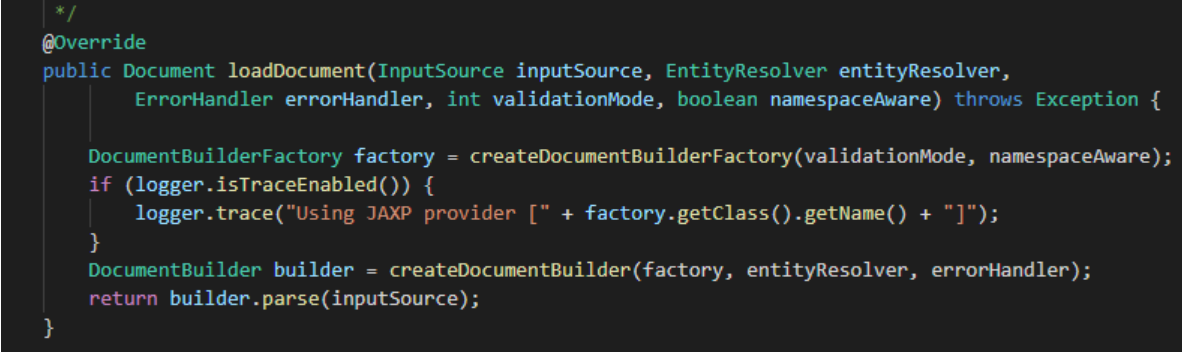 */
@Override
public Document loadDocument(InputSource inputSource, EntityResolver entityResolver,
ErrorHandler errorHandler, int validationMode, boolean namespaceAware) throws Exception {
DocumentBuilderFactory factory = createDocumentBuilderFactory(validationMode, namespaceAware);
if (logger.isTraceEnabled()) {
logger.trace("Using JAXP provider [" + factory.getClass().getName() + "]");
}
DocumentBuilder builder = createDocumentBuilder(factory, entityResolver, errorHandler);
return builder.parse(inputSource);
}